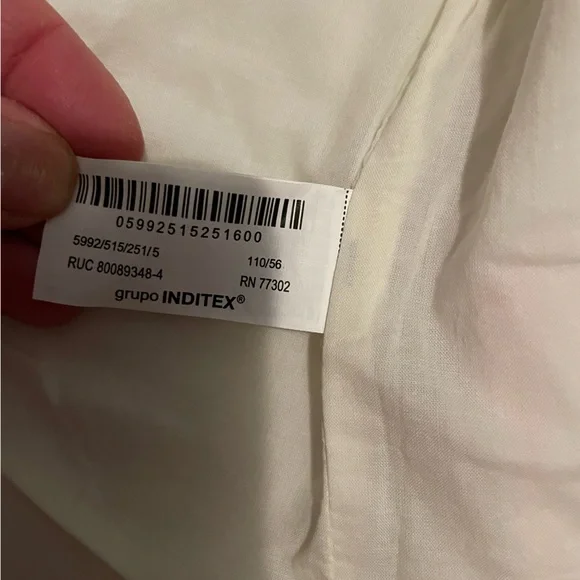 05992515251600
5992/515/251/5 110/56
RUC 80089348-4 RN 77302
grupo INDITEX®